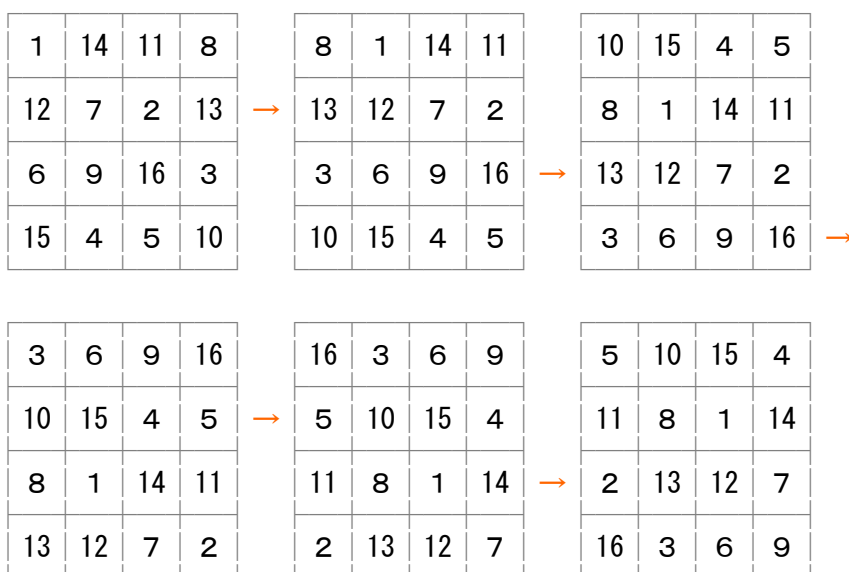 1 14 11 8 8 1 14 11 10 15 4 5
12 7 2 13 → 13 12 7 2 8 1 14 11
6 9 16 3 3 6 9 16 → 13 12 7 2
15 4 5 10 10 15 4 5 3 6 9 16 →
3 6 9 16 16 3 6 9 5 10 15 4
10 15 4 5 → 5 10 15 4 11 8 1 14
8 1 14 11 11 8 1 14 → 2 13 12 7
13 12 7 2 2 13 12 7 16 3 6 9